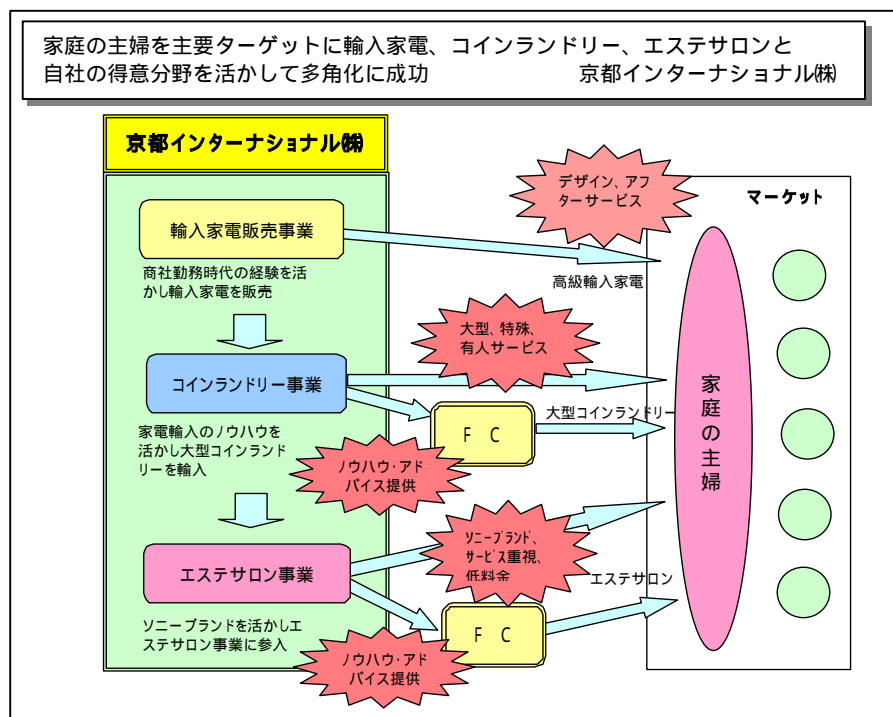 家庭の主婦を主要ターゲットに輸入家電、コインランドリー、エステサロンと
自社の得意分野を活かして多角化に成功　　　　　京都インターナショナル㈱
京都インターナショナル㈱
デザイン、アフ
ターサービス
マーケット
輸入家電販売事業
高級輸入家電
商社勤務時代の経験を活
かし輸入家電を販売
大型、特殊、
有人サービス
コインランドリー事業
大型コインランドリー
ＦＣ
家電輸入のノウハウを
活かし大型コインランド
リーを輸入
ノウハウ・アド
バイス提供
家庭の主婦
ソニーブランド、
サービス重視、
低料金
エステサロン事業
エステサロン
ＦＣ
ソニーブランドを活かしエ
ステサロン事業に参入
ノウハウ・アド
バイス提供